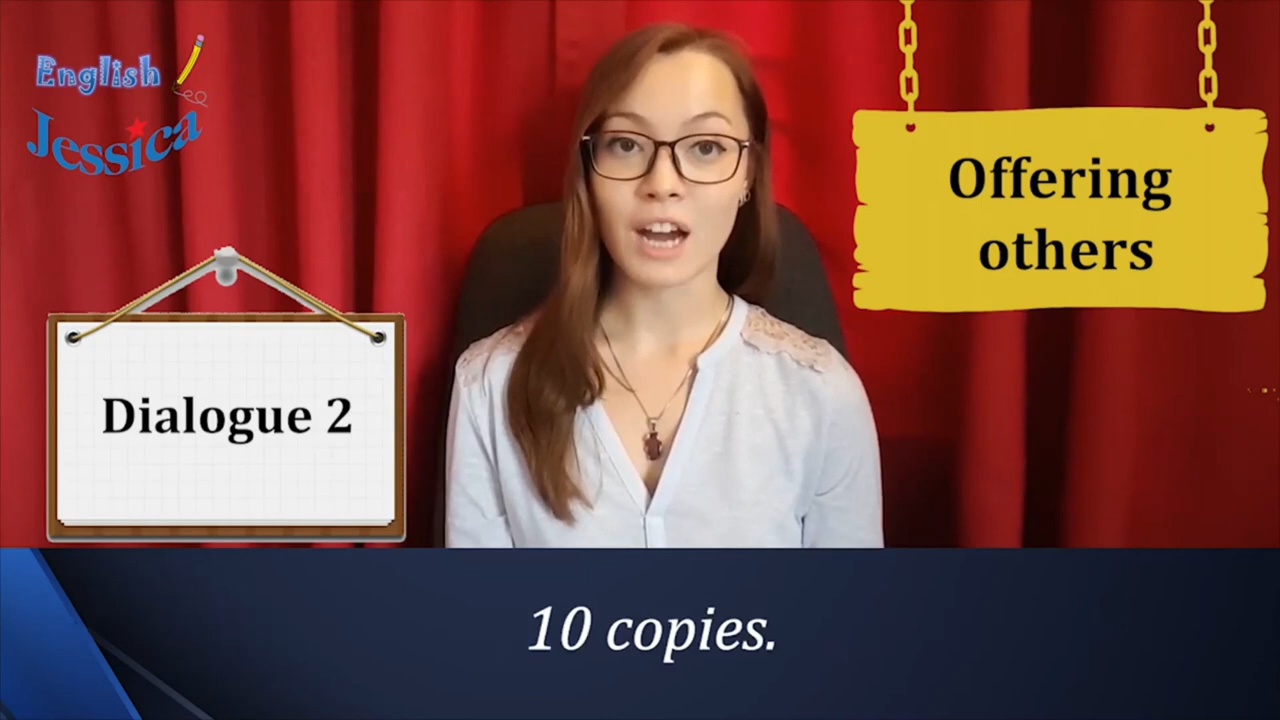 English
Jessica
Offering
others
Dialogue 2
10 copies.